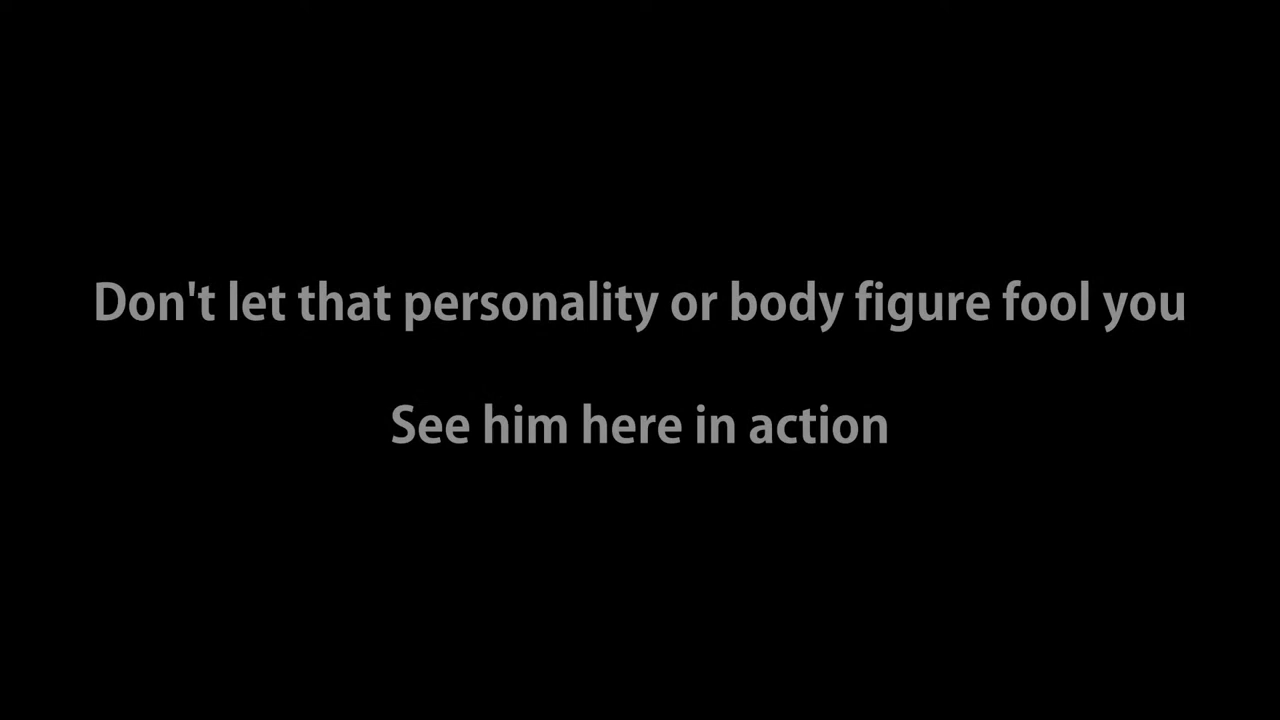 Don't let that personality or body figure fool you
See him here in action